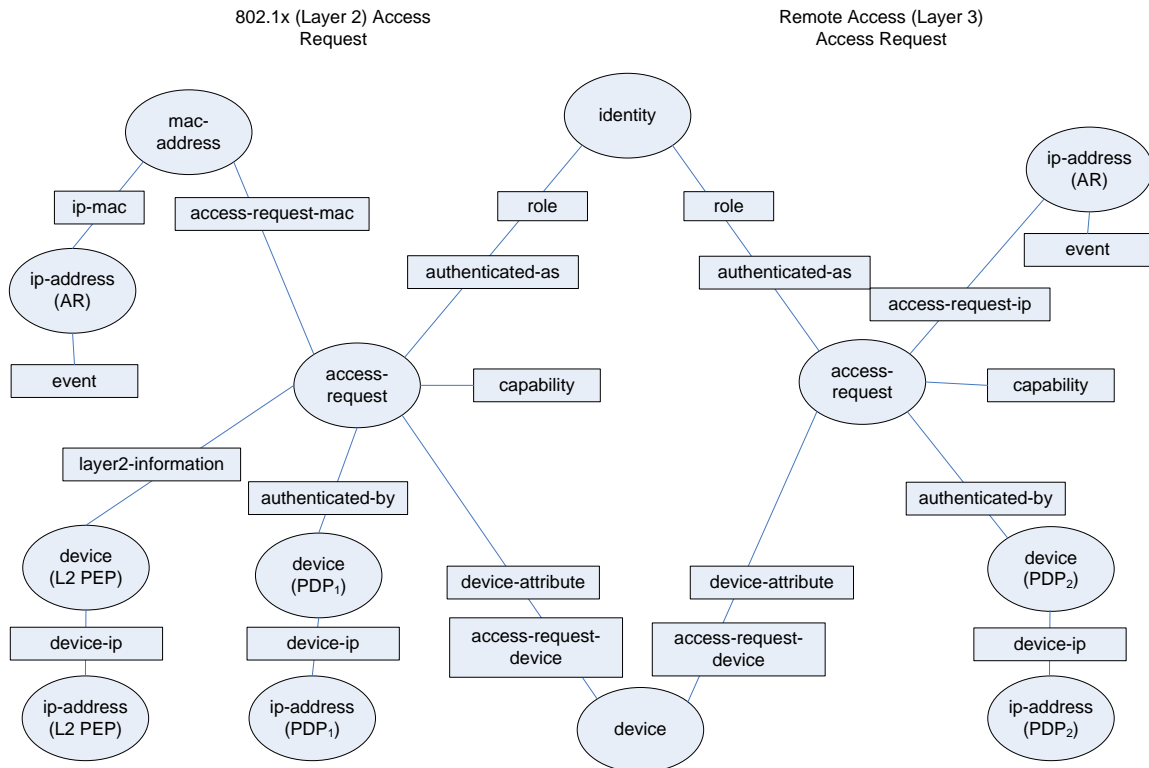 802.1x (Layer 2) Access
Request
Remote Access (Layer 3)
Access Request
mac-
address
identity
ip-address
(AR)
ip-mac
access-request-mac
role
role
event
ip-address
(AR)
authenticated-as
authenticated-as
access-request-ip
event
access-
request
capability
access-
request
capability
layer2-information
authenticated-by
authenticated-by
device
(L2 PEP)
device
(PDP₁)
device-attribute
device-attribute
device
(PDP₂)
device-ip
device-ip
access-request-
device
access-request-
device
device-ip
ip-address
(L2 PEP)
ip-address
(PDP₁)
device
ip-address
(PDP₂)